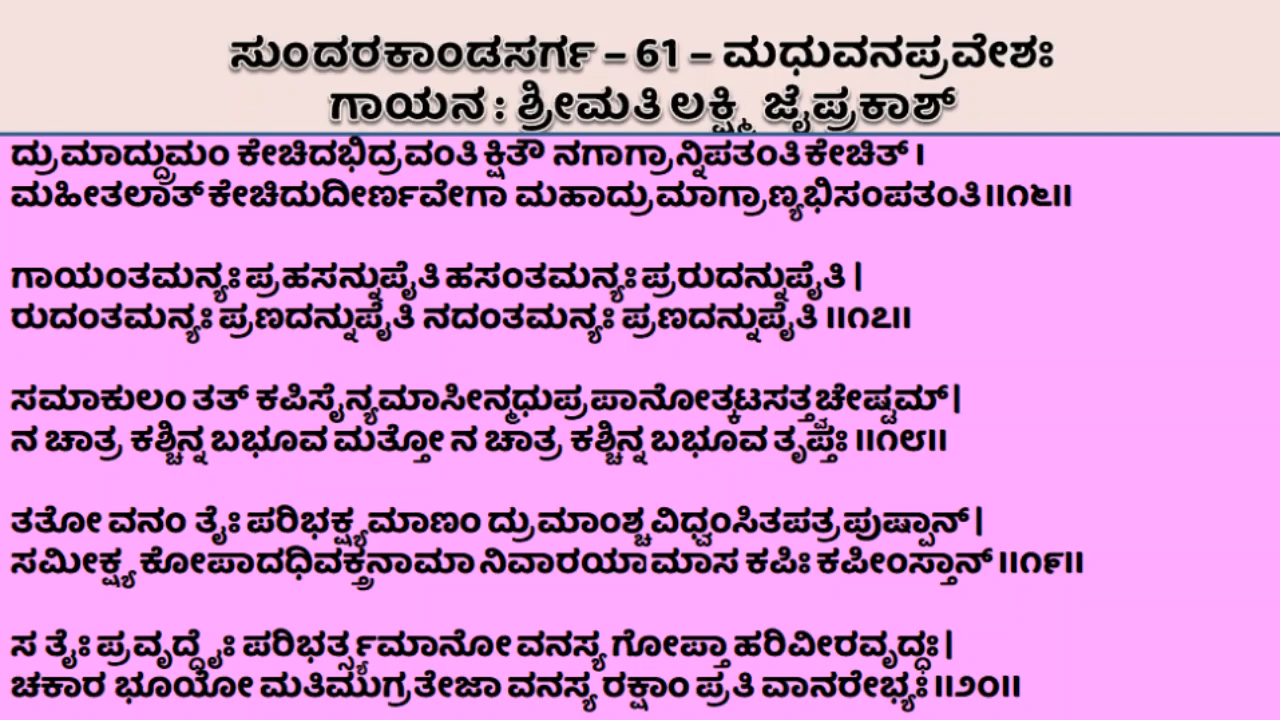 ಸುಂದರಕಾಂಡಸರ್ಗ – 61 – ಮಧುವನಪ್ರವೇಶಃ
ಗಾಯನ : ಶ್ರೀಮತಿ ಲಕ್ಷ್ಮಿ ಜೈಪ್ರಕಾಶ್
ದ್ರುಮಾದ್ದ್ರುಮಂ ಕೇಚಿದಭಿದ್ರವಂತಿ ಕ್ಷಿತೌ ನಗಾಗ್ರಾನ್ನಿಪತಂತಿ ಕೇಚಿತ್ ।
ಮಹೀತಲಾತ್ ಕೇಚಿದುದೀರ್ಣವೇಗಾ ಮಹಾದ್ರುಮಾಗ್ರಾಣ್ಯಭಿಸಂಪತಂತಿ ॥೧೬॥
ಗಾಯಂತಮನ್ಯಃ ಪ್ರಹಸನ್ನುಪೈತಿ ಹಸಂತಮನ್ಯಃ ಪ್ರರುದನ್ನುಪೈತಿ |
ರುದಂತಮನ್ಯಃ ಪ್ರಣದನ್ನುಪೈತಿ ನದಂತಮನ್ಯಃ ಪ್ರಣದನ್ನುಪೈತಿ ॥೧೭॥
ಸಮಾಕುಲಂ ತತ್ ಕಪಿಸೈನ್ಯಮಾಸೀನ್ಮಧುಪ್ರಪಾನೋತ್ಕಟಸತ್ತ್ವಚೇಷ್ಟಮ್ |
ನ ಚಾತ್ರ ಕಶ್ಚಿನ್ನ ಬಭೂವ ಮತ್ತೋ ನ ಚಾತ್ರ ಕಶ್ಚಿನ್ನ ಬಭೂವ ತೃಪ್ತಃ ॥೧೮॥
ತತೋ ವನಂ ತೈಃ ಪರಿಭಕ್ಷ್ಯಮಾಣಂ ದ್ರುಮಾಂಶ್ಚ ವಿಧ್ವಂಸಿತಪತ್ರಪುಷ್ಪಾನ್ |
ಸಮೀಕ್ಷ್ಯ ಕೋಪಾದಧಿವಕ್ತ್ರನಾಮಾ ನಿವಾರಯಾಮಾಸ ಕಪಿಃ ಕಪೀಂಸ್ತಾನ್ ॥೧೯॥
ಸ ತೈಃ ಪ್ರವೃದ್ಧೈಃ ಪರಿಭರ್ತ್ಸ್ಯಮಾನೋ ವನಸ್ಯ ಗೋಪ್ತಾ ಹರಿವೀರವೃದ್ಧಃ |
ಚಕಾರ ಭೂಯೋ ಮತಿಮುಗ್ರತೇಜಾ ವನಸ್ಯ ರಕ್ಷಾಂ ಪ್ರತಿ ವಾನರೇಭ್ಯಃ ॥೨೦॥